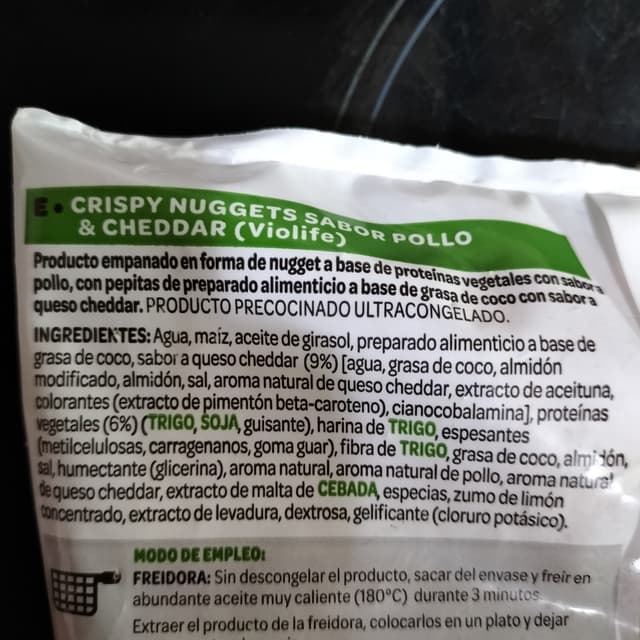 E • CRISPY NUGGETS SABOR POLLO
& CHEDDAR (Violife)
Producto empanado en forma de nugget a base de proteínas vegetales con sabor a
pollo, con pepitas de preparado alimenticio a base de grasa de coco con sabor a
queso cheddar. PRODUCTO PRECOCINADO ULTRACONGELADO.
INGREDIENTES: Agua, maíz, aceite de girasol, preparado alimenticio a base de
grasa de coco, sabor a queso cheddar (9%) [agua, grasa de coco, almidón
modificado, almidón, sal, aroma natural de queso cheddar, extracto de aceituna,
colorantes (extracto de pimentón beta-caroteno), cianocobalamina], proteínas
vegetales (6%) (TRIGO, SOJA, guisante), harina de TRIGO, espesantes
(metilcelulosas, carragenanos, goma guar), fibra de TRIGO, grasa de coco, almidón,
sal, humectante (glicerina), aroma natural, aroma natural de pollo, aroma natural
de queso cheddar, extracto de malta de CEBADA, especias, zumo de limón
concentrado, extracto de levadura, dextrosa, gelificante (cloruro potásico).
MODO DE EMPLEO:
FREIDORA: Sin descongelar el producto, sacar del envase y freír en
abundante aceite muy caliente (180°C) durante 3 minutos.
Extraer el producto de la freidora, colocarlos en un plato y dejar